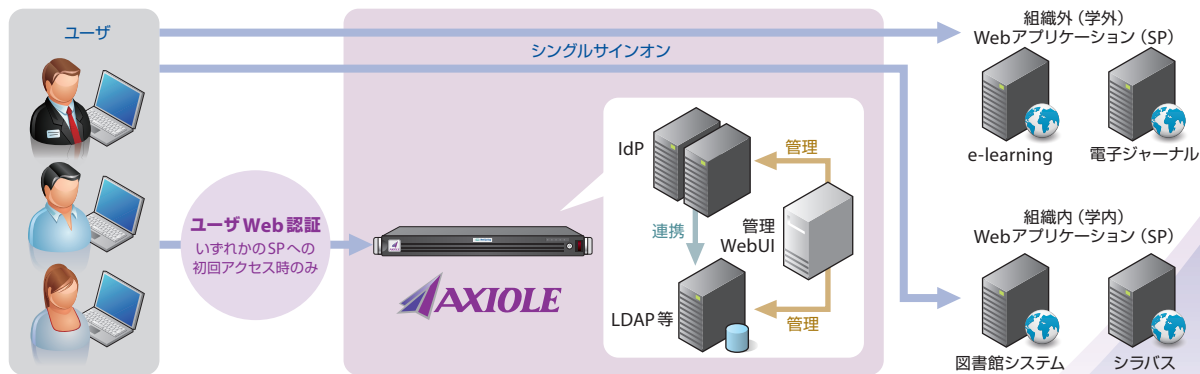 ユーザ
シングルサインオン
組織外（学外）
Webアプリケーション（SP）
e-learning
電子ジャーナル
ユーザWeb認証
いずれかのSPへの
初回アクセス時のみ
AXIOLE
IdP
管理
連携
管理
WebUI
LDAP等
管理
組織内（学内）
Webアプリケーション（SP）
図書館システム
シラバス